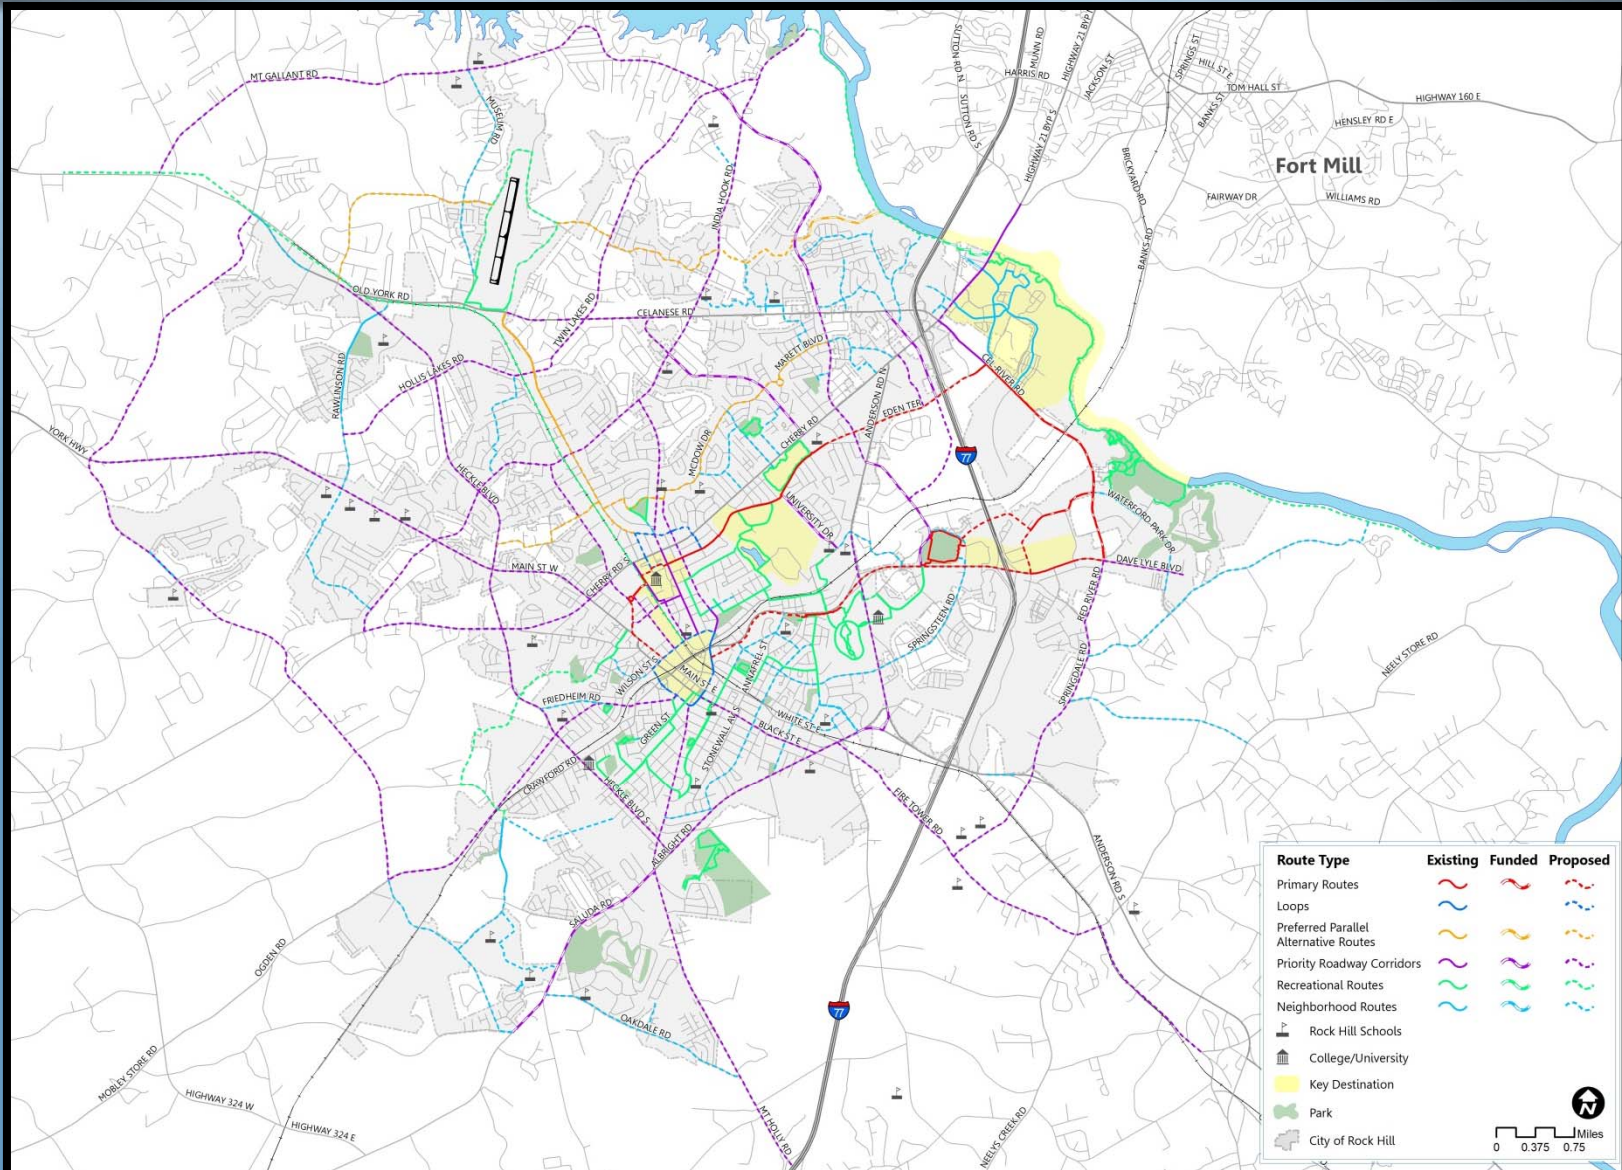 SUTTON RD N
MUNN RD
HIGHWAY 21 BYP
SPRINGS ST
HILL ST E
HARRIS RD
JACKSON ST
TOM HALL ST
MT GALLANT RD
HIGHWAY 160 E
BANKS ST
MUSEUM RD
SUTTON RD S
HIGHWAY 21 BYP S
HENSLEY RD E
Fort Mill
BRICKYARD RD
FAIRWAY DR
WILLIAMS RD
INDIA HOOK RD
BANKS RD
OLD YORK RD
TWIN LAKES RD
CELANESE RD
MARETT BLVD
CEL-RIVER RD
HOLLIS LAKES RD
RAWLINSON RD
ANDERSON RD N
EDEN TER
CHERRY RD
YORK HWY
MCDOW DR
77
HECKLE BLVD
UNIVERSITY DR
WATERFORD PARK DR
MAIN ST W
CHERRY RD S
DAVE LYLE BLVD
RED RIVER RD
SPRINGSTEEN RD
ANNAFREL ST
WILSON ST S
MAIN ST E
NEELY STORE RD
SPRINGDALE RD
FRIEDHEIM RD
GREEN ST
STONEWALL AV S
WHITE ST E
BLACK ST E
CRAWFORD RD
HECKLE BLVD S
FIRE TOWER RD
ALBRIGHT RD
ANDERSON RD S
SALUDA RD
OGDEN RD
77
OAKDALE RD
MOBLEY STORE RD
HIGHWAY 324 W
HIGHWAY 324 E
MT HOLLY RD
NEELYS CREEK RD
Route Type Existing Funded Proposed
Primary Routes
Loops
Preferred Parallel
Alternative Routes
Priority Roadway Corridors
Recreational Routes
Neighborhood Routes
Rock Hill Schools
College/University
Key Destination
Park
City of Rock Hill
N
Miles
0 0.375 0.75